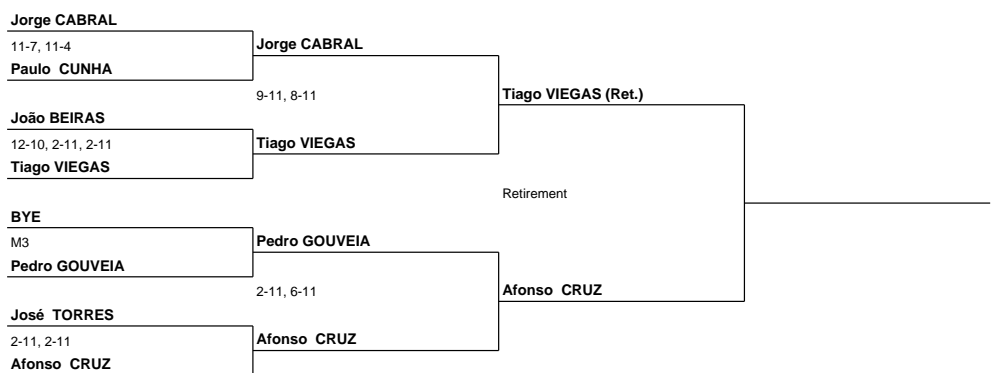 Jorge CABRAL
11-7, 11-4
Paulo CUNHA
Jorge CABRAL
9-11, 8-11
João BEIRAS
12-10, 2-11, 2-11
Tiago VIEGAS
Tiago VIEGAS
Tiago VIEGAS (Ret.)
Retirement
BYE
M3
Pedro GOUVEIA
Pedro GOUVEIA
2-11, 6-11
José TORRES
2-11, 2-11
Afonso CRUZ
Afonso CRUZ
Afonso CRUZ